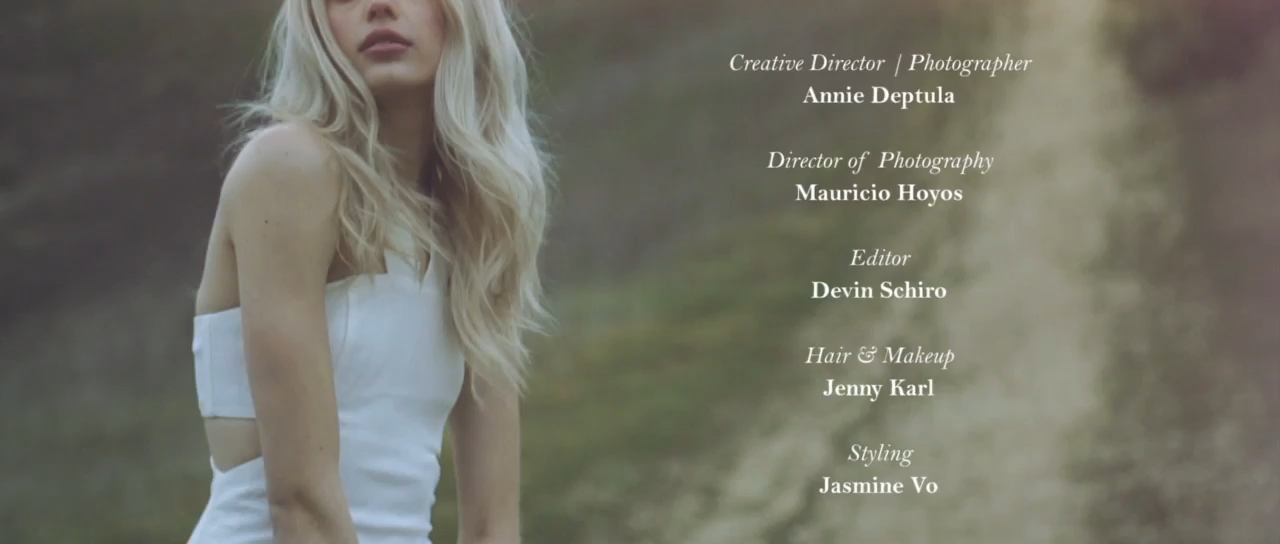 Creative Director | Photographer
Annie Deptula
Director of Photography
Mauricio Hoyos
Editor
Devin Schiro
Hair & Makeup
Jenny Karl
Styling
Jasmine Vo